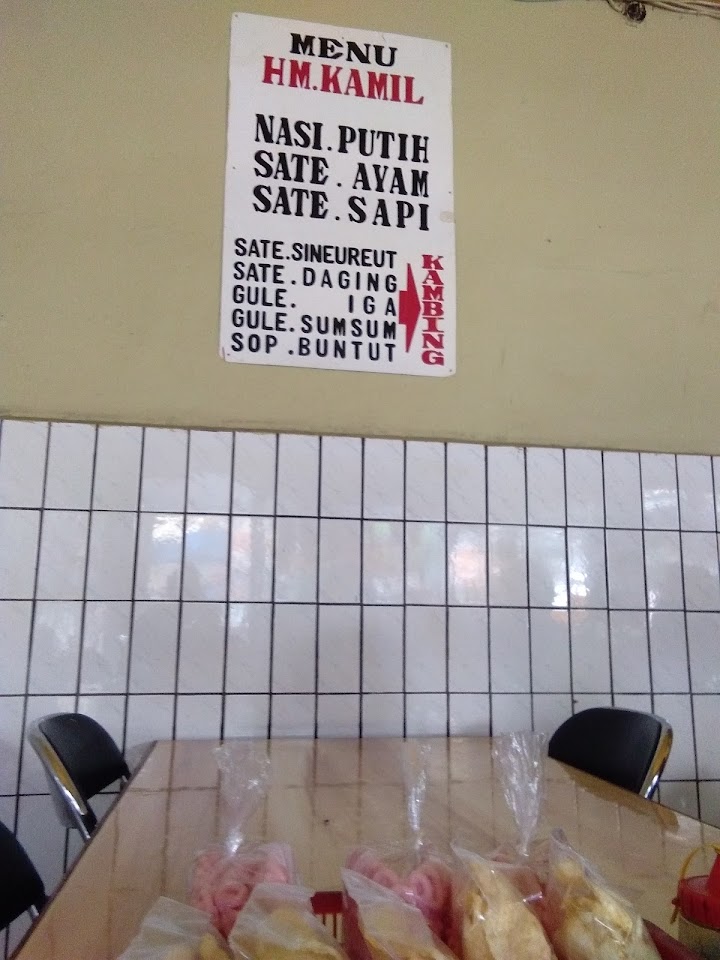 MENU
HM.KAMIL
NASI.PUTIH
SATE.AYAM
SATE.SAPI
SATE.SINEUREUT
SATE.DAGING
GULE. IGA
GULE.SUMSUM
SOP.BUNTUT
KAMBING